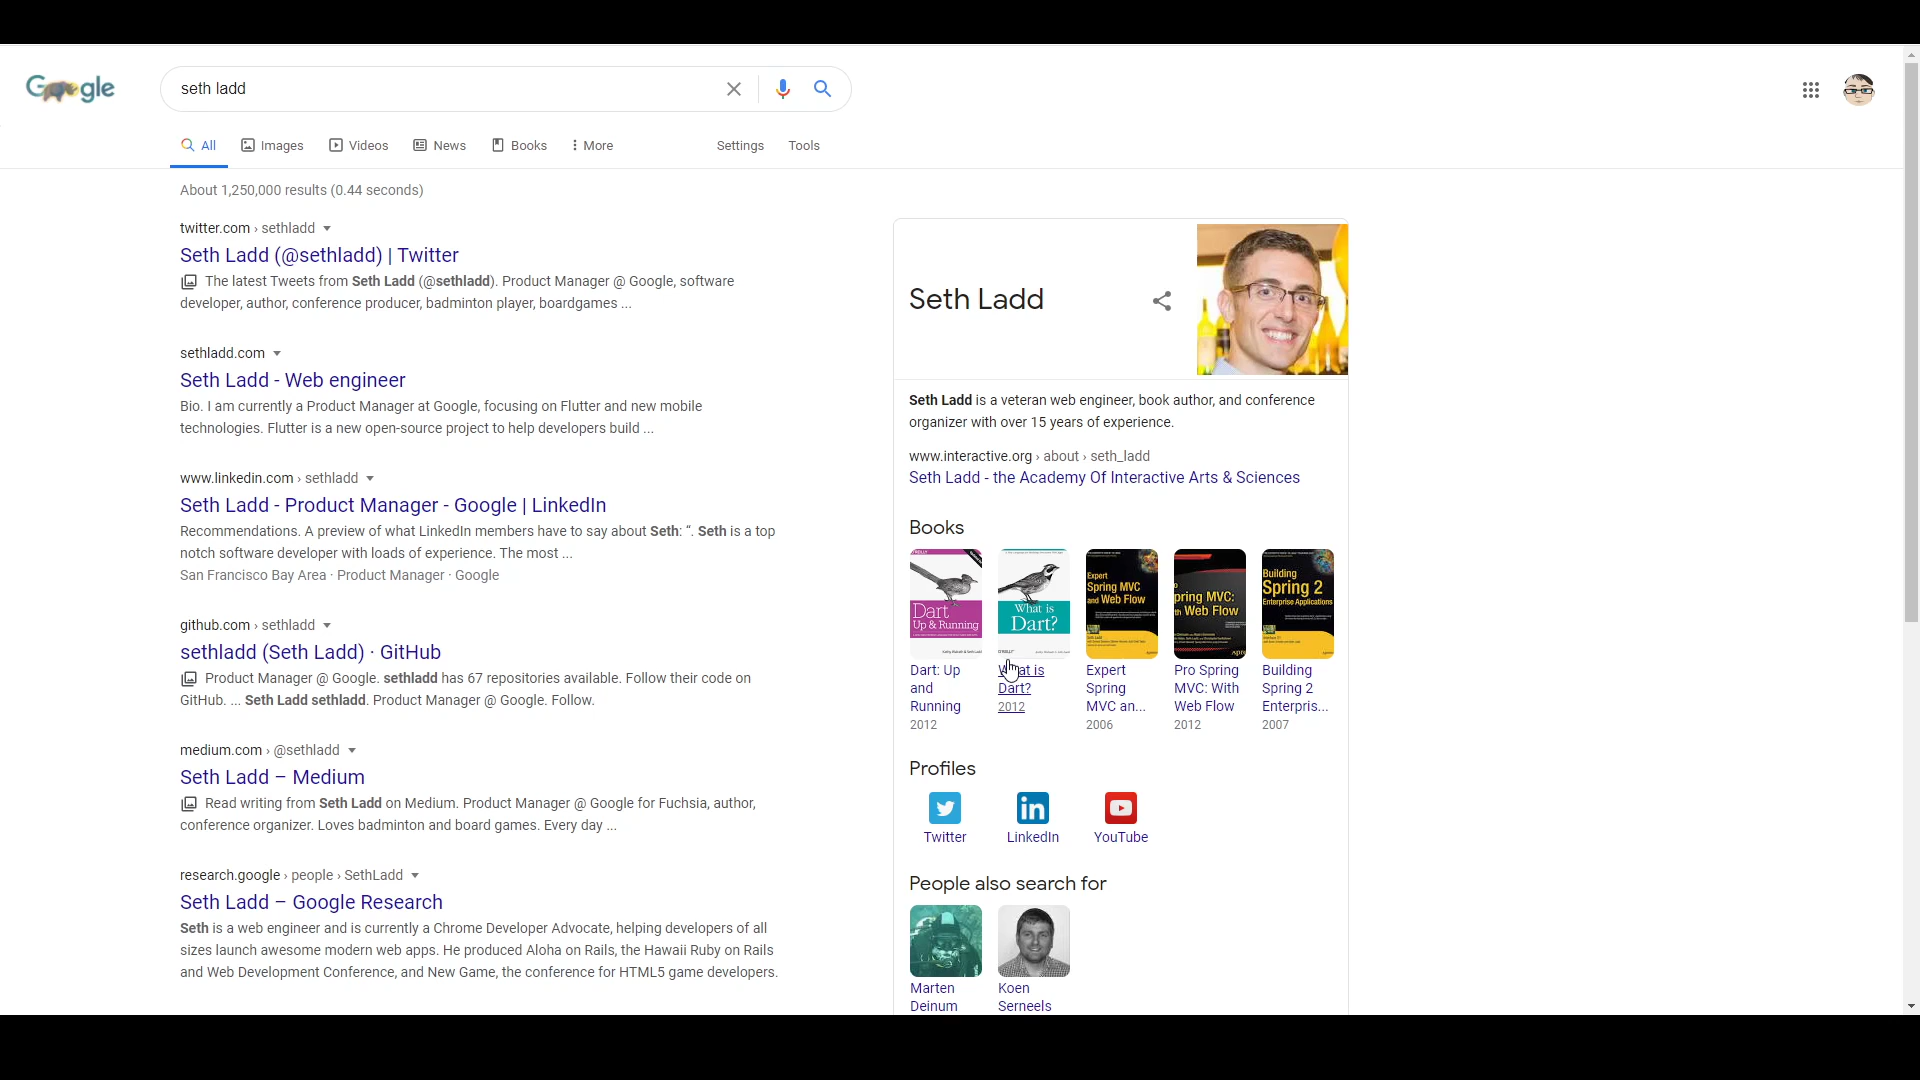 Google
seth ladd
All
Images
Videos
News
Books
More
Settings
Tools
About 1,250,000 results (0.44 seconds)
twitter.com › sethladd
Seth Ladd (@sethladd) | Twitter
The latest Tweets from Seth Ladd (@sethladd). Product Manager @ Google, software
developer, author, conference producer, badminton player, boardgames ...
sethladd.com
Seth Ladd - Web engineer
Bio. I am currently a Product Manager at Google, focusing on Flutter and new mobile
technologies. Flutter is a new open-source project to help developers build ...
www.linkedin.com › sethladd
Seth Ladd - Product Manager - Google | LinkedIn
Recommendations. A preview of what LinkedIn members have to say about Seth: “. Seth is a top
notch software developer with loads of experience. The most ...
San Francisco Bay Area · Product Manager · Google
github.com › sethladd
sethladd (Seth Ladd) · GitHub
Product Manager @ Google. sethladd has 67 repositories available. Follow their code on
GitHub. ... Seth Ladd sethladd. Product Manager @ Google. Follow.
medium.com › @sethladd
Seth Ladd – Medium
Read writing from Seth Ladd on Medium. Product Manager @ Google for Fuchsia, author,
conference organizer. Loves badminton and board games. Every day ...
research.google › people › SethLadd
Seth Ladd – Google Research
Seth is a web engineer and is currently a Chrome Developer Advocate, helping developers of all
sizes launch awesome modern web apps. He produced Aloha on Rails, the Hawaii Ruby on Rails
and Web Development Conference, and New Game, the conference for HTML5 game developers.
Seth Ladd
Seth Ladd is a veteran web engineer, book author, and conference
organizer with over 15 years of experience.
www.interactive.org › about › seth_ladd
Seth Ladd - the Academy Of Interactive Arts & Sciences
Books
Dart
Up & Running
What is
Dart?
Expert
Spring MVC
and Web Flow
Spring MVC:
With Web Flow
Building
Spring 2
Enterprise Applications
Dart: Up
and
Running
2012
What is
Dart?
2012
Expert
Spring
MVC an...
2006
Pro Spring
MVC: With
Web Flow
2012
Building
Spring 2
Enterpris...
2007
Profiles
Twitter
LinkedIn
YouTube
People also search for
Marten
Deinum
Koen
Serneels